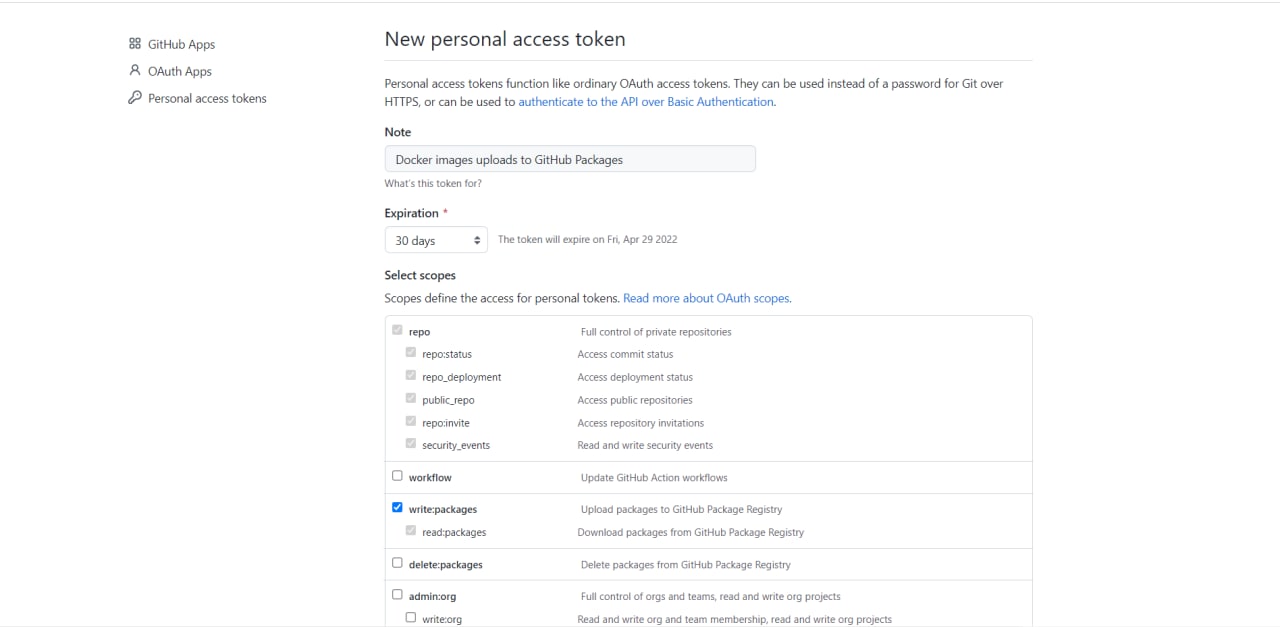 GitHub Apps
OAuth Apps
Personal access tokens
New personal access token
Personal access tokens function like ordinary OAuth access tokens. They can be used instead of a password for Git over
HTTPS, or can be used to authenticate to the API over Basic Authentication.
Note
Docker images uploads to GitHub Packages
What's this token for?
Expiration *
30 days The token will expire on Fri, Apr 29 2022
Select scopes
Scopes define the access for personal tokens. Read more about OAuth scopes.
repo Full control of private repositories
repo:status Access commit status
repo_deployment Access deployment status
public_repo Access public repositories
repo:invite Access repository invitations
security_events Read and write security events
workflow Update GitHub Action workflows
write:packages Upload packages to GitHub Package Registry
read:packages Download packages from GitHub Package Registry
delete:packages Delete packages from GitHub Package Registry
admin:org Full control of orgs and teams, read and write org projects
write:org Read and write org and team membership, read and write org projects